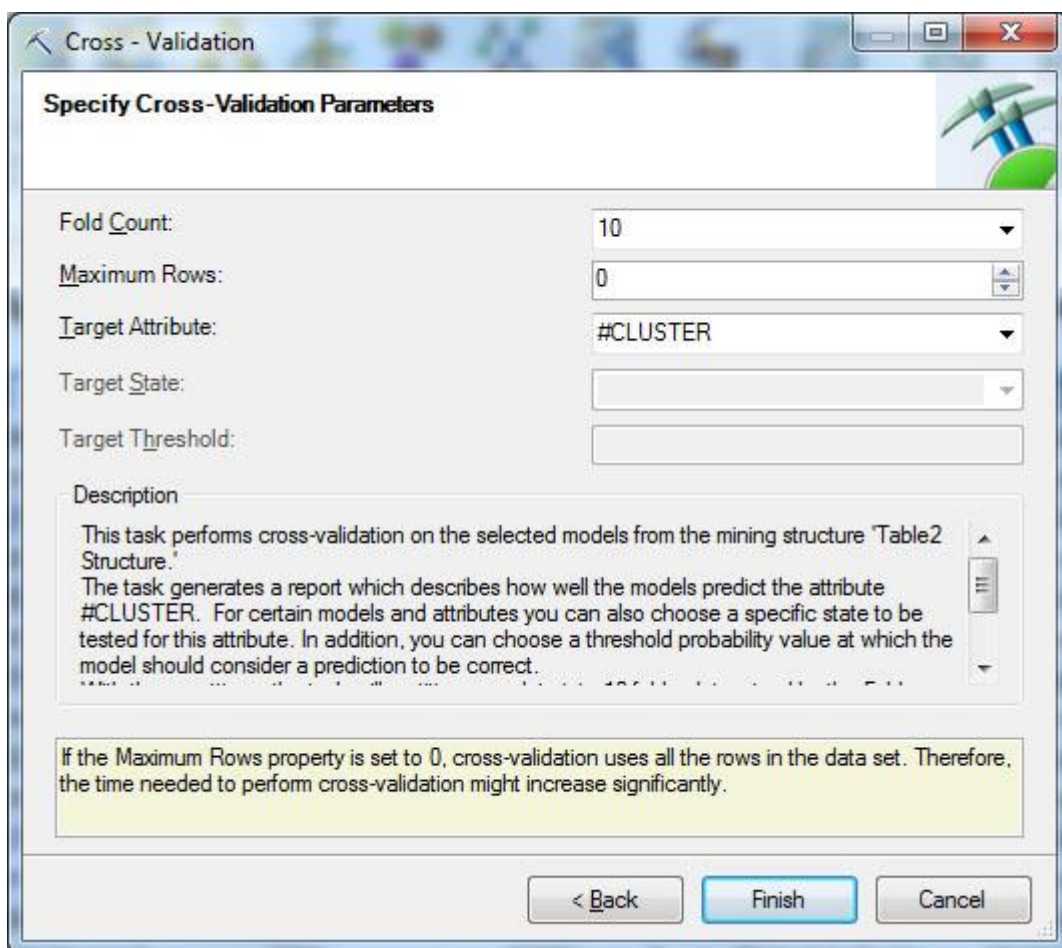 Cross - Validation
Specify Cross-Validation Parameters
Fold Count:
10
Maximum Rows:
0
Target Attribute:
#CLUSTER
Target State:
Target Threshold:
Description
This task performs cross-validation on the selected models from the mining structure 'Table2
Structure.'
The task generates a report which describes how well the models predict the attribute
#CLUSTER. For certain models and attributes you can also choose a specific state to be
tested for this attribute. In addition, you can choose a threshold probability value at which the
model should consider a prediction to be correct.
If the Maximum Rows property is set to 0, cross-validation uses all the rows in the data set. Therefore,
the time needed to perform cross-validation might increase significantly.
< Back
Finish
Cancel